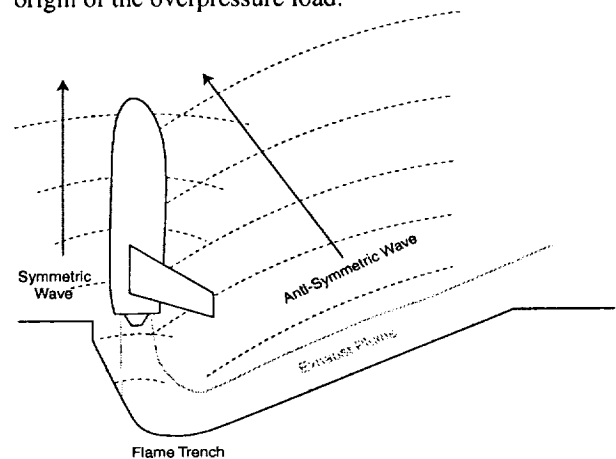 origin of the overpressure load.
Symmetric
Wave
Anti-Symmetric Wave
Exhaust Plume
Flame Trench